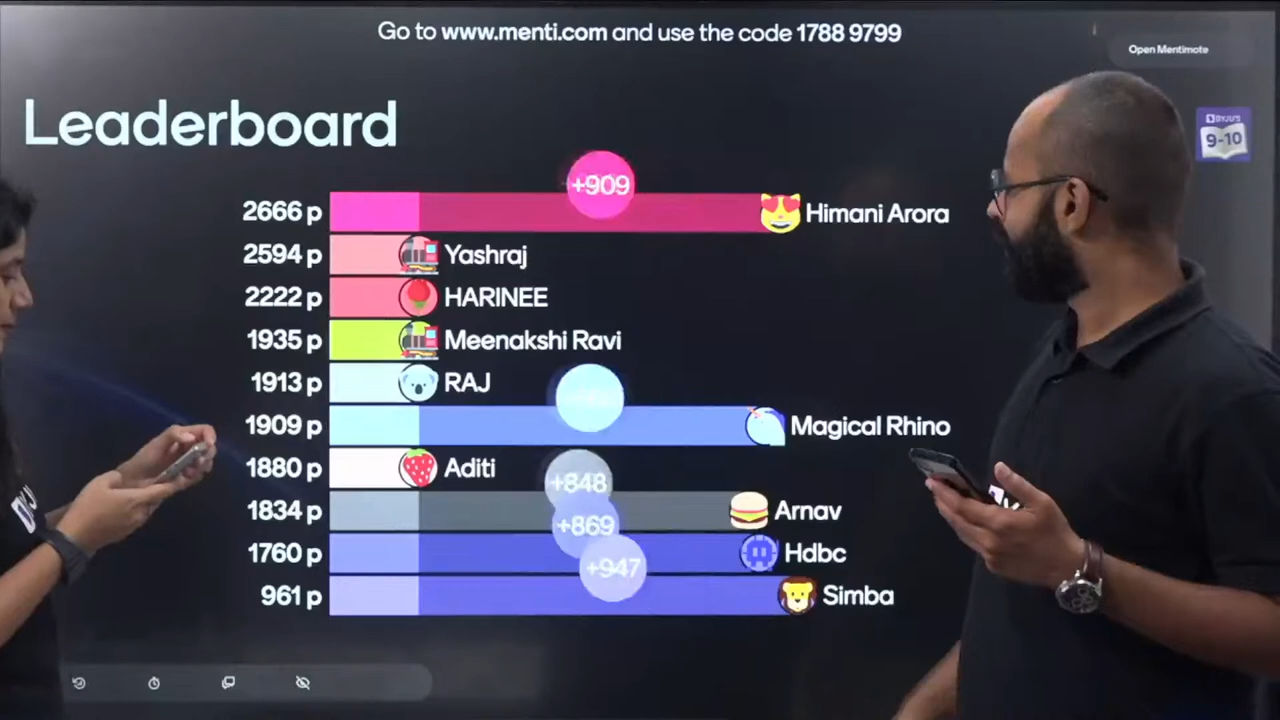 Go to www.menti.com and use the code 1788 9799
Open Mentimote
BYJU'S
9-10
Leaderboard
+909
2666 p Himani Arora
2594 p Yashraj
2222 p HARINEE
1935 p Meenakshi Ravi
1913 p RAJ
1909 p Magical Rhino
1880 p Aditi
+848
1834 p Arnav
+869
1760 p Hdbc
+947
961 p Simba